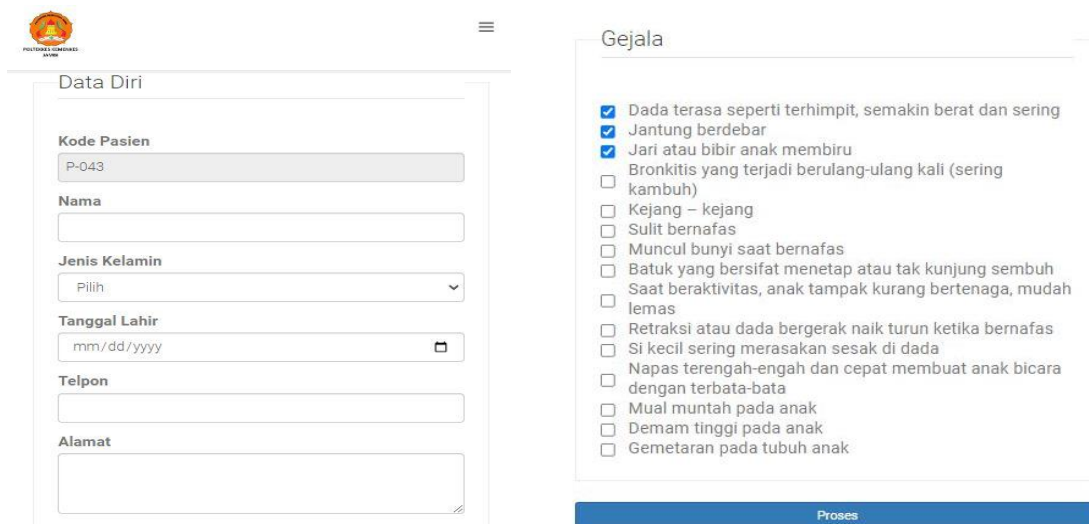 POLTEKKES KEMENKES
JAMBI
Data Diri
Kode Pasien
P-043
Nama
Jenis Kelamin
Pilih
Tanggal Lahir
mm/dd/yyyy
Telpon
Alamat
Gejala
Dada terasa seperti terhimpit, semakin berat dan sering
Jantung berdebar
Jari atau bibir anak membiru
Bronkitis yang terjadi berulang-ulang kali (sering
kambuh)
Kejang – kejang
Sulit bernafas
Muncul bunyi saat bernafas
Batuk yang bersifat menetap atau tak kunjung sembuh
Saat beraktivitas, anak tampak kurang bertenaga, mudah
lemas
Retraksi atau dada bergerak naik turun ketika bernafas
Si kecil sering merasakan sesak di dada
Napas terengah-engah dan cepat membuat anak bicara
dengan terbata-bata
Mual muntah pada anak
Demam tinggi pada anak
Gemetaran pada tubuh anak
Proses